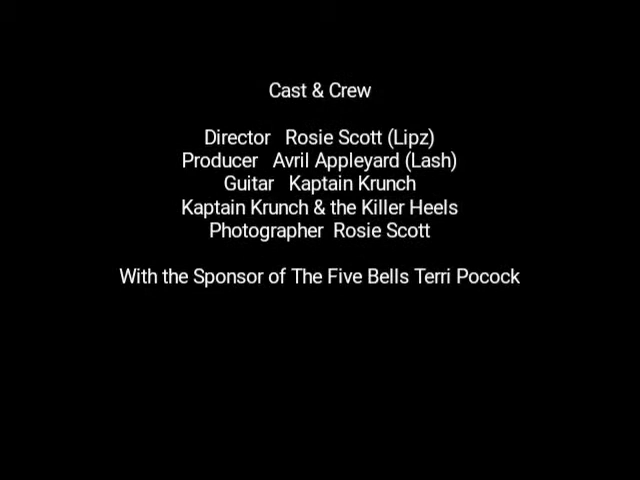 Cast & Crew
Director Rosie Scott (Lipz)
Producer Avril Appleyard (Lash)
Guitar Kaptain Krunch
Kaptain Krunch & the Killer Heels
Photographer Rosie Scott
With the Sponsor of The Five Bells Terri Pocock